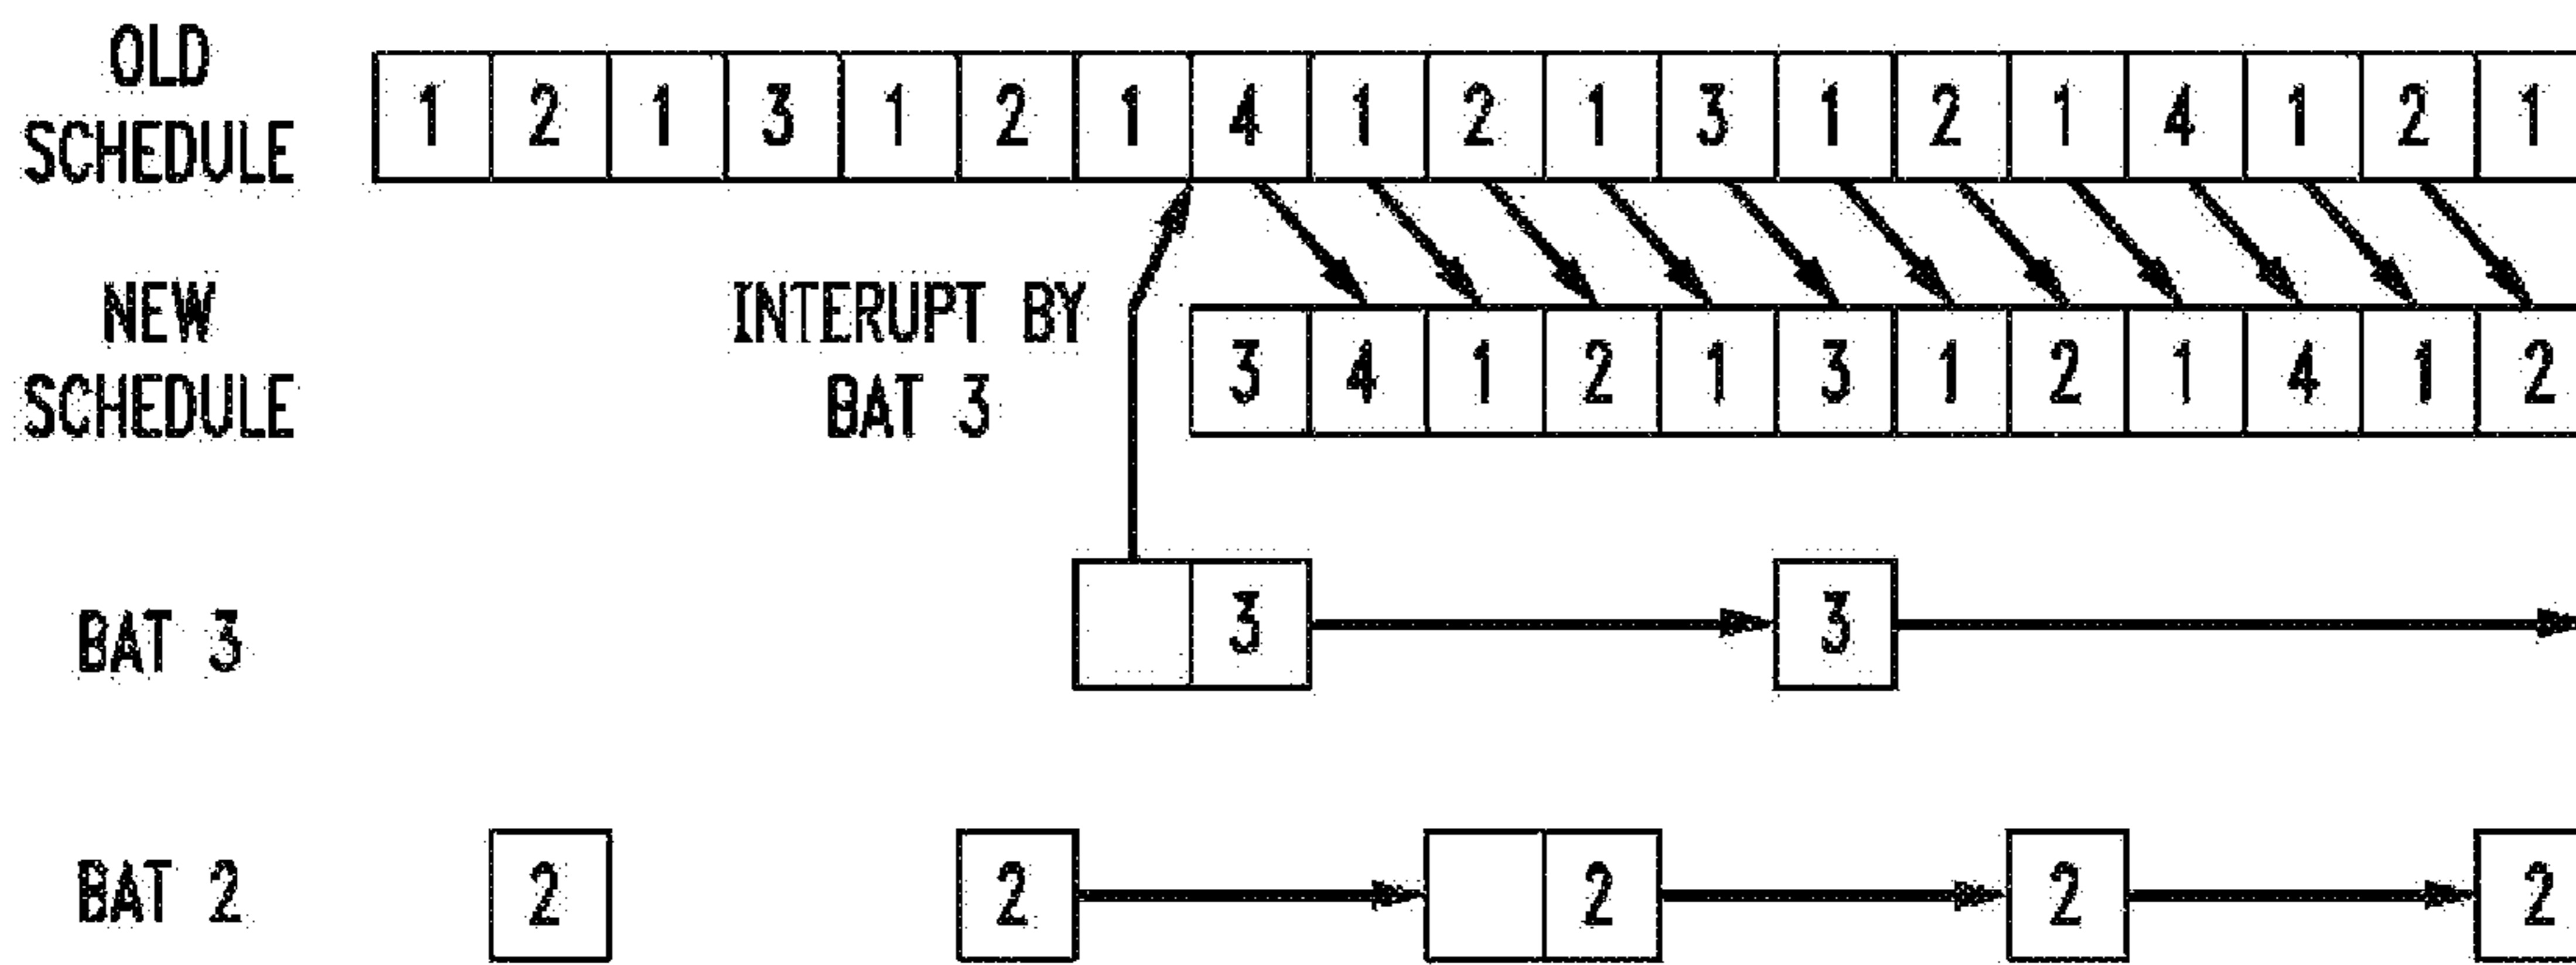 OLD
SCHEDULE
1 2 1 3 1 2 1 4 1 2 1 3 1 2 1 4 1 2 1
NEW
SCHEDULE
INTERUPT BY
BAT 3
3 4 1 2 1 3 1 2 1 4 1 2
BAT 3
3 3
BAT 2
2 2 2 2 2